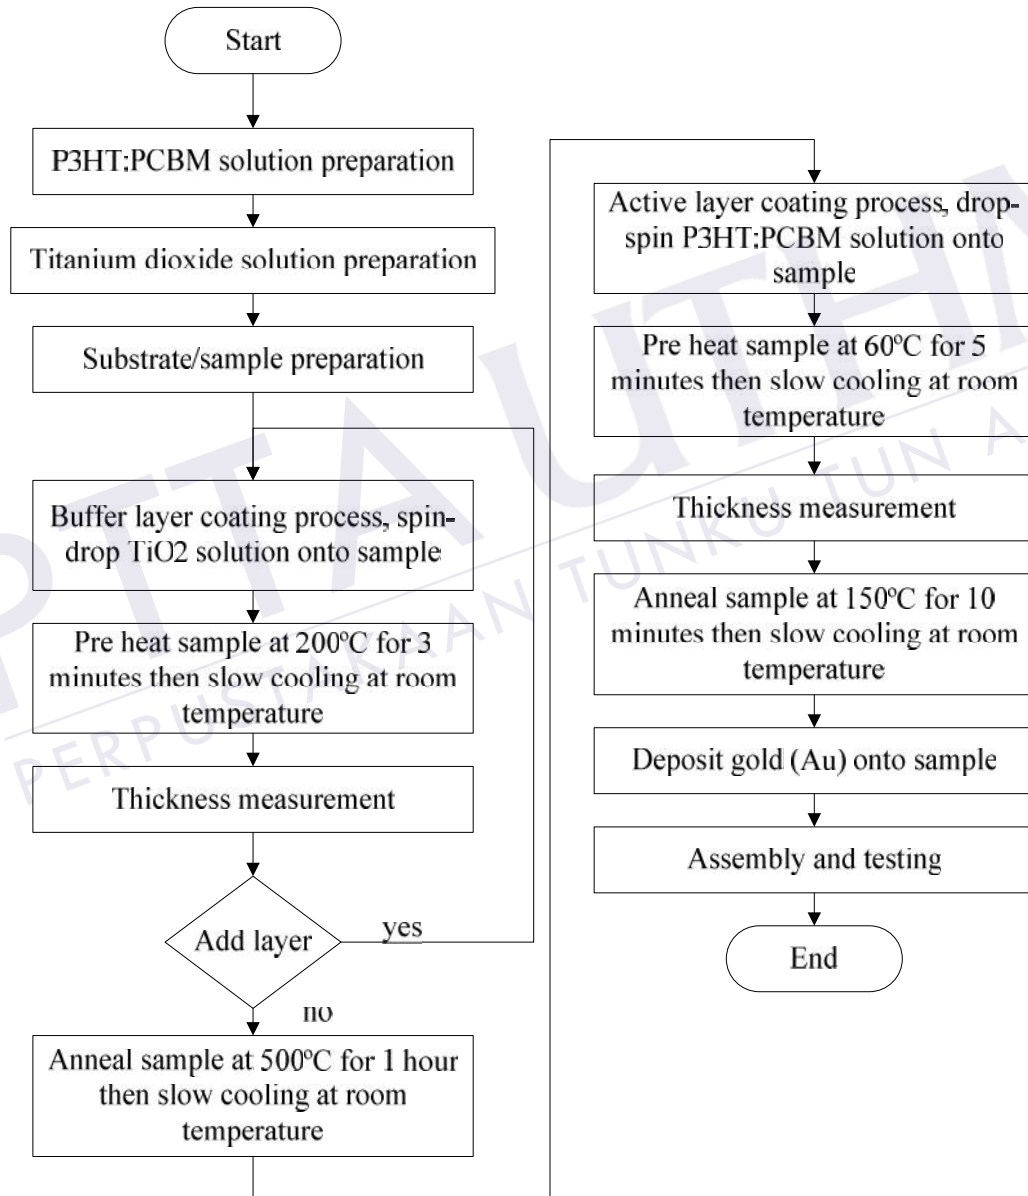 Start
P3HT:PCBM solution preparation
Titanium dioxide solution preparation
Substrate/sample preparation
Buffer layer coating process, spin-
drop TiO2 solution onto sample
Pre heat sample at 200ºC for 3
minutes then slow cooling at room
temperature
Thickness measurement
Add layer
yes
no
Anneal sample at 500ºC for 1 hour
then slow cooling at room
temperature
Active layer coating process, drop-
spin P3HT:PCBM solution onto
sample
Pre heat sample at 60ºC for 5
minutes then slow cooling at room
temperature
Thickness measurement
Anneal sample at 150ºC for 10
minutes then slow cooling at room
temperature
Deposit gold (Au) onto sample
Assembly and testing
End
PTTA UTHM
PERPUSTAKAAN TUNKU TUN A